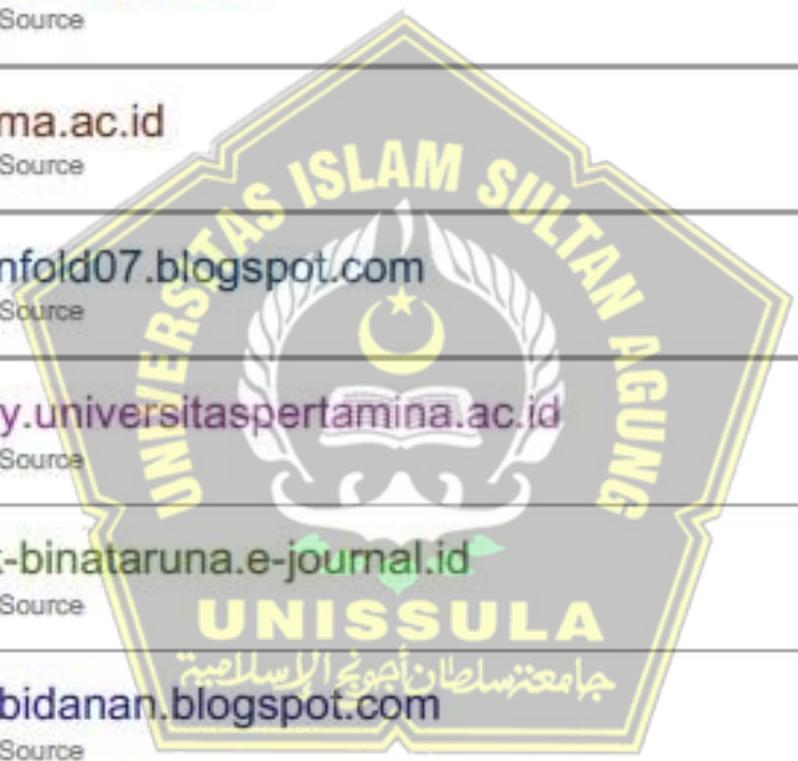 Source
ma.ac.id
Source
nfold07.blogspot.com
Source
y.universitaspertamina.ac.id
Source
-binataruna.e-journal.id
Source
bidanan.blogspot.com
Source
UNIVERSITAS ISLAM SULTAN AGUNG
UNISSULA
جامعة سلطان أجونج الإسلامية